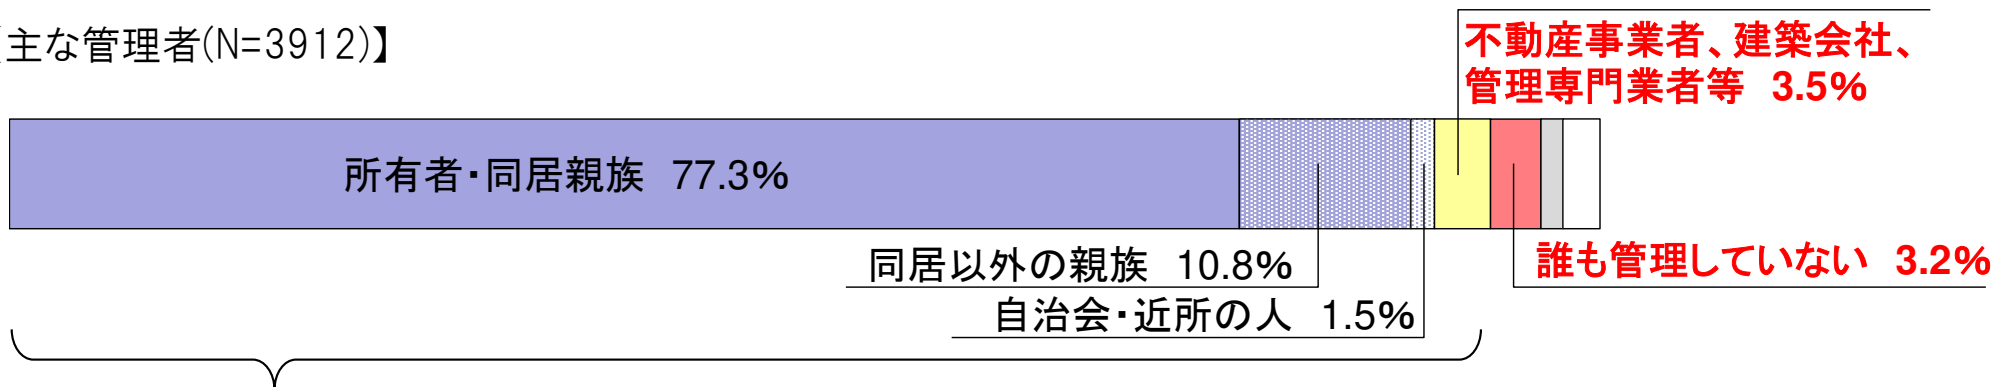 【主な管理者(N=3912)】
不動産事業者、建築会社、
管理専門業者等 3.5%
所有者・同居親族 77.3%
同居以外の親族 10.8%
誰も管理していない 3.2%
自治会・近所の人 1.5%